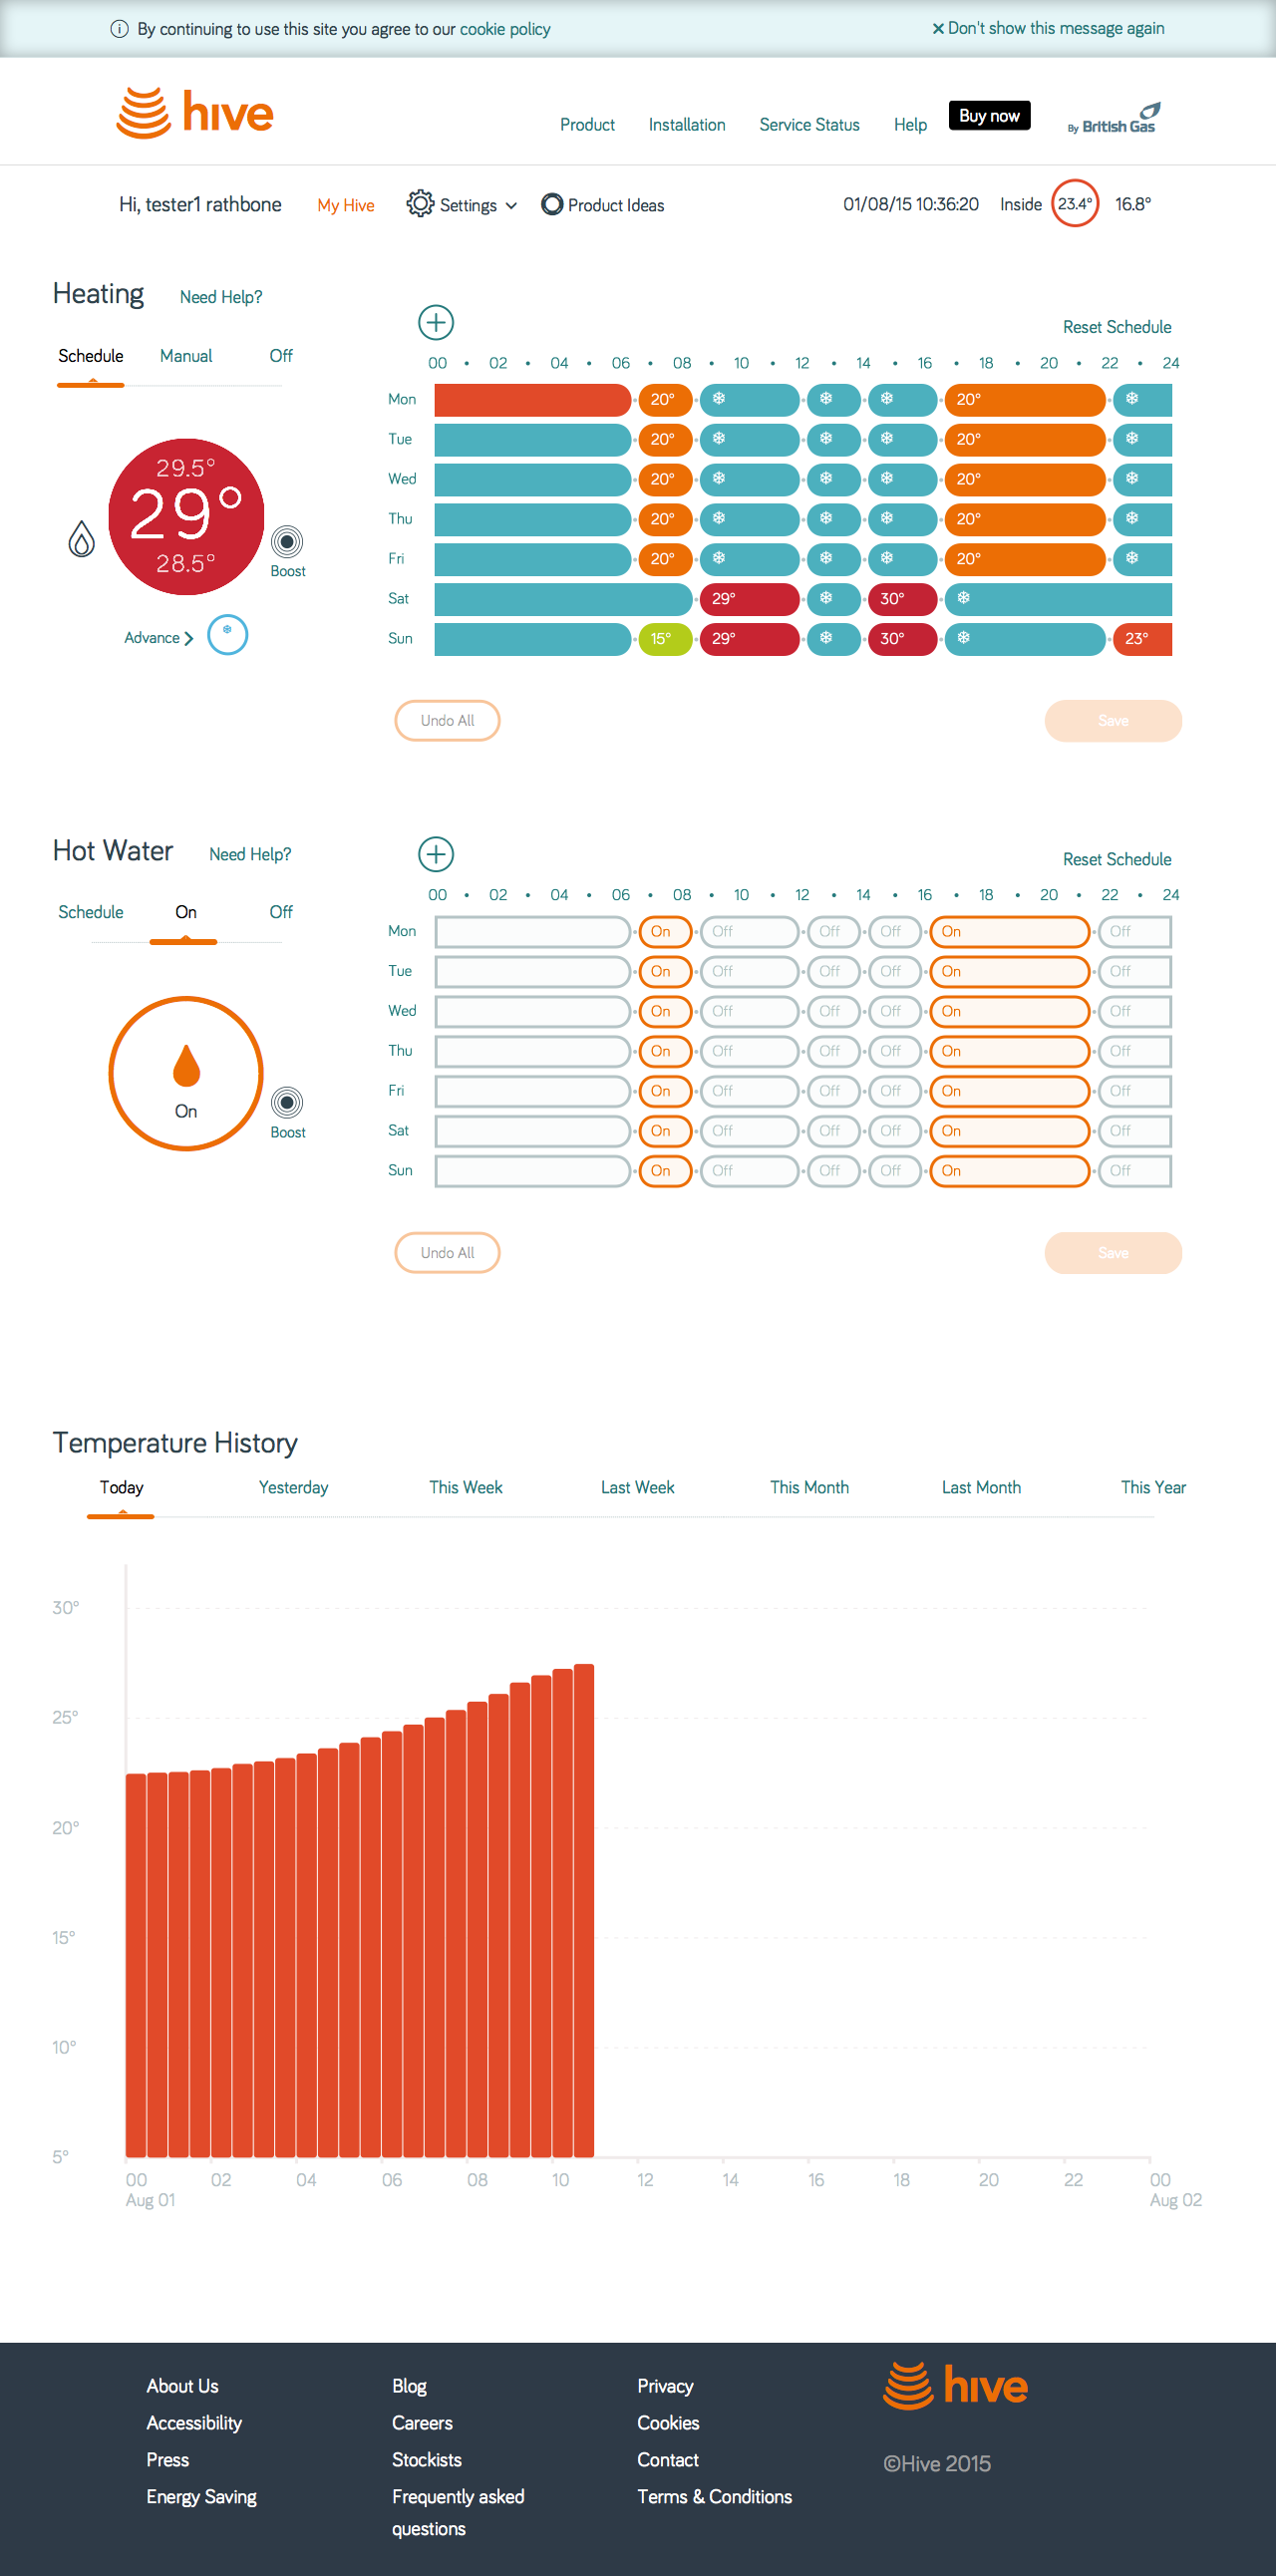 By continuing to use this site you agree to our cookie policy
Don't show this message again
hive
Product Installation Service Status Help Buy now By British Gas
Hi, tester1 rathbone My Hive Settings Product Ideas 01/08/15 10:36:20 Inside 23.4° 16.8°
Heating Need Help?
Schedule Manual Off
29.5°
29°
28.5°
Boost
Advance
Reset Schedule
00 • 02 • 04 • 06 • 08 • 10 • 12 • 14 • 16 • 18 • 20 • 22 • 24
Mon 20° 20°
Tue 20° 20°
Wed 20° 20°
Thu 20° 20°
Fri 20° 20°
Sat 29° 30°
Sun 15° 29° 30° 23°
Undo All Save
Hot Water Need Help?
Schedule On Off
On
Boost
Reset Schedule
00 • 02 • 04 • 06 • 08 • 10 • 12 • 14 • 16 • 18 • 20 • 22 • 24
Mon On Off Off Off On Off
Tue On Off Off Off On Off
Wed On Off Off Off On Off
Thu On Off Off Off On Off
Fri On Off Off Off On Off
Sat On Off Off Off On Off
Sun On Off Off Off On Off
Undo All Save
Temperature History
Today Yesterday This Week Last Week This Month Last Month This Year
30°
25°
20°
15°
10°
5°
00 02 04 06 08 10 12 14 16 18 20 22 00
Aug 01 Aug 02
About Us
Accessibility
Press
Energy Saving
Blog
Careers
Stockists
Frequently asked
questions
Privacy
Cookies
Contact
Terms & Conditions
hive
©Hive 2015